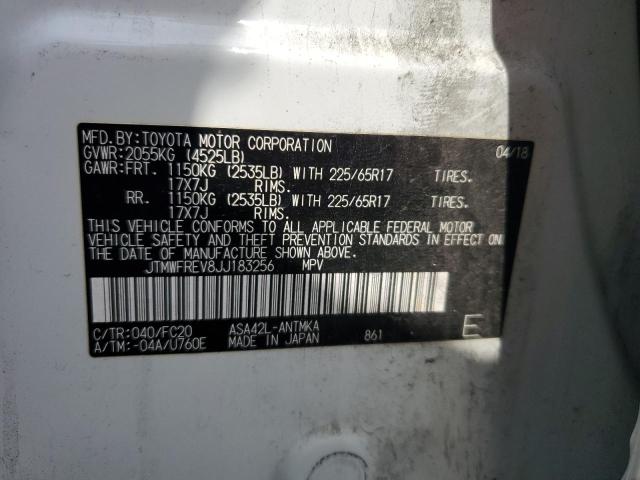 MFD.BY:TOYOTA MOTOR CORPORATION 04/18
GVWR:2055KG (4525LB)
GAWR:FRT. 1150KG (2535LB) WITH 225/65R17 TIRES.
17X7J RIMS.
RR. 1150KG (2535LB) WITH 225/65R17 TIRES.
17X7J RIMS.
THIS VEHICLE CONFORMS TO ALL APPLICABLE FEDERAL MOTOR
VEHICLE SAFETY AND THEFT PREVENTION STANDARDS IN EFFECT ON
THE DATE OF MANUFACTURE SHOWN ABOVE.
JTMWFREV8JJ183256 MPV
C/TR:040/FC20 ASA42L-ANTMKA
A/TM:-04A/U760E MADE IN JAPAN 861 E